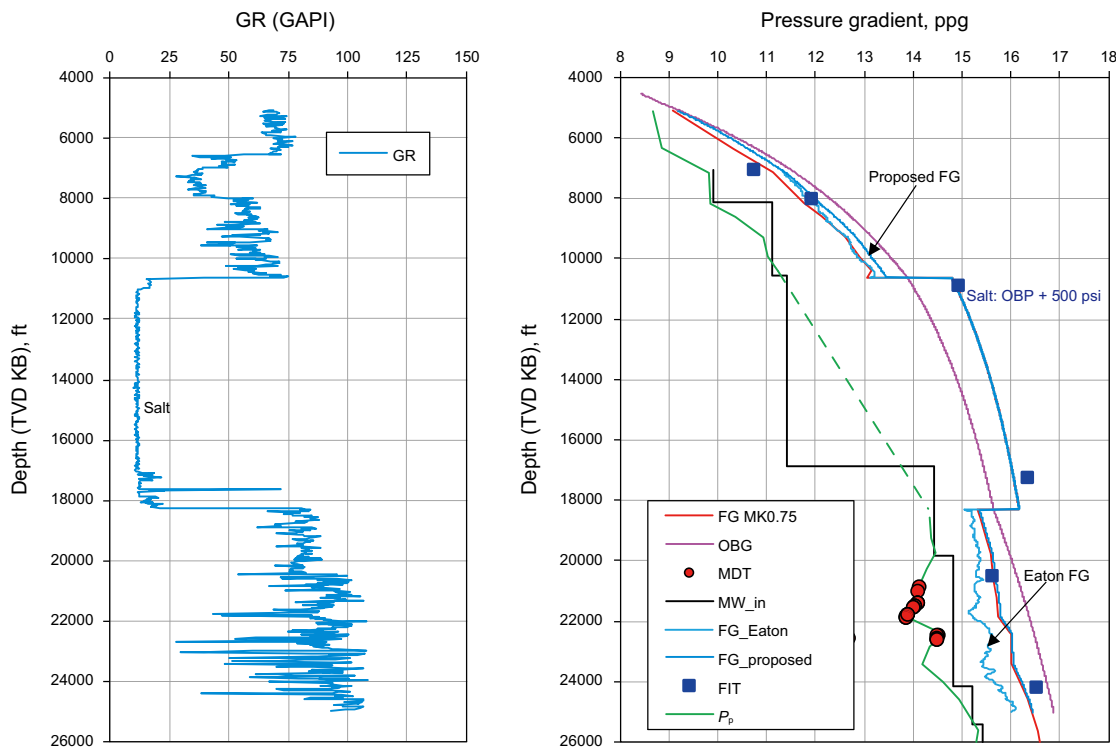 GR (GAPI)
0 25 50 75 100 125 150
4000
6000
8000
10000
12000
14000
16000
18000
20000
22000
24000
26000
Depth (TVD KB), ft
GR
Salt
Pressure gradient, ppg
8 9 10 11 12 13 14 15 16 17 18
4000
6000
8000
10000
12000
14000
16000
18000
20000
22000
24000
26000
Depth (TVD KB), ft
Proposed FG
Salt: OBP + 500 psi
Eaton FG
FG MK0.75
OBG
MDT
MW_in
FG_Eaton
FG_proposed
FIT
Pp